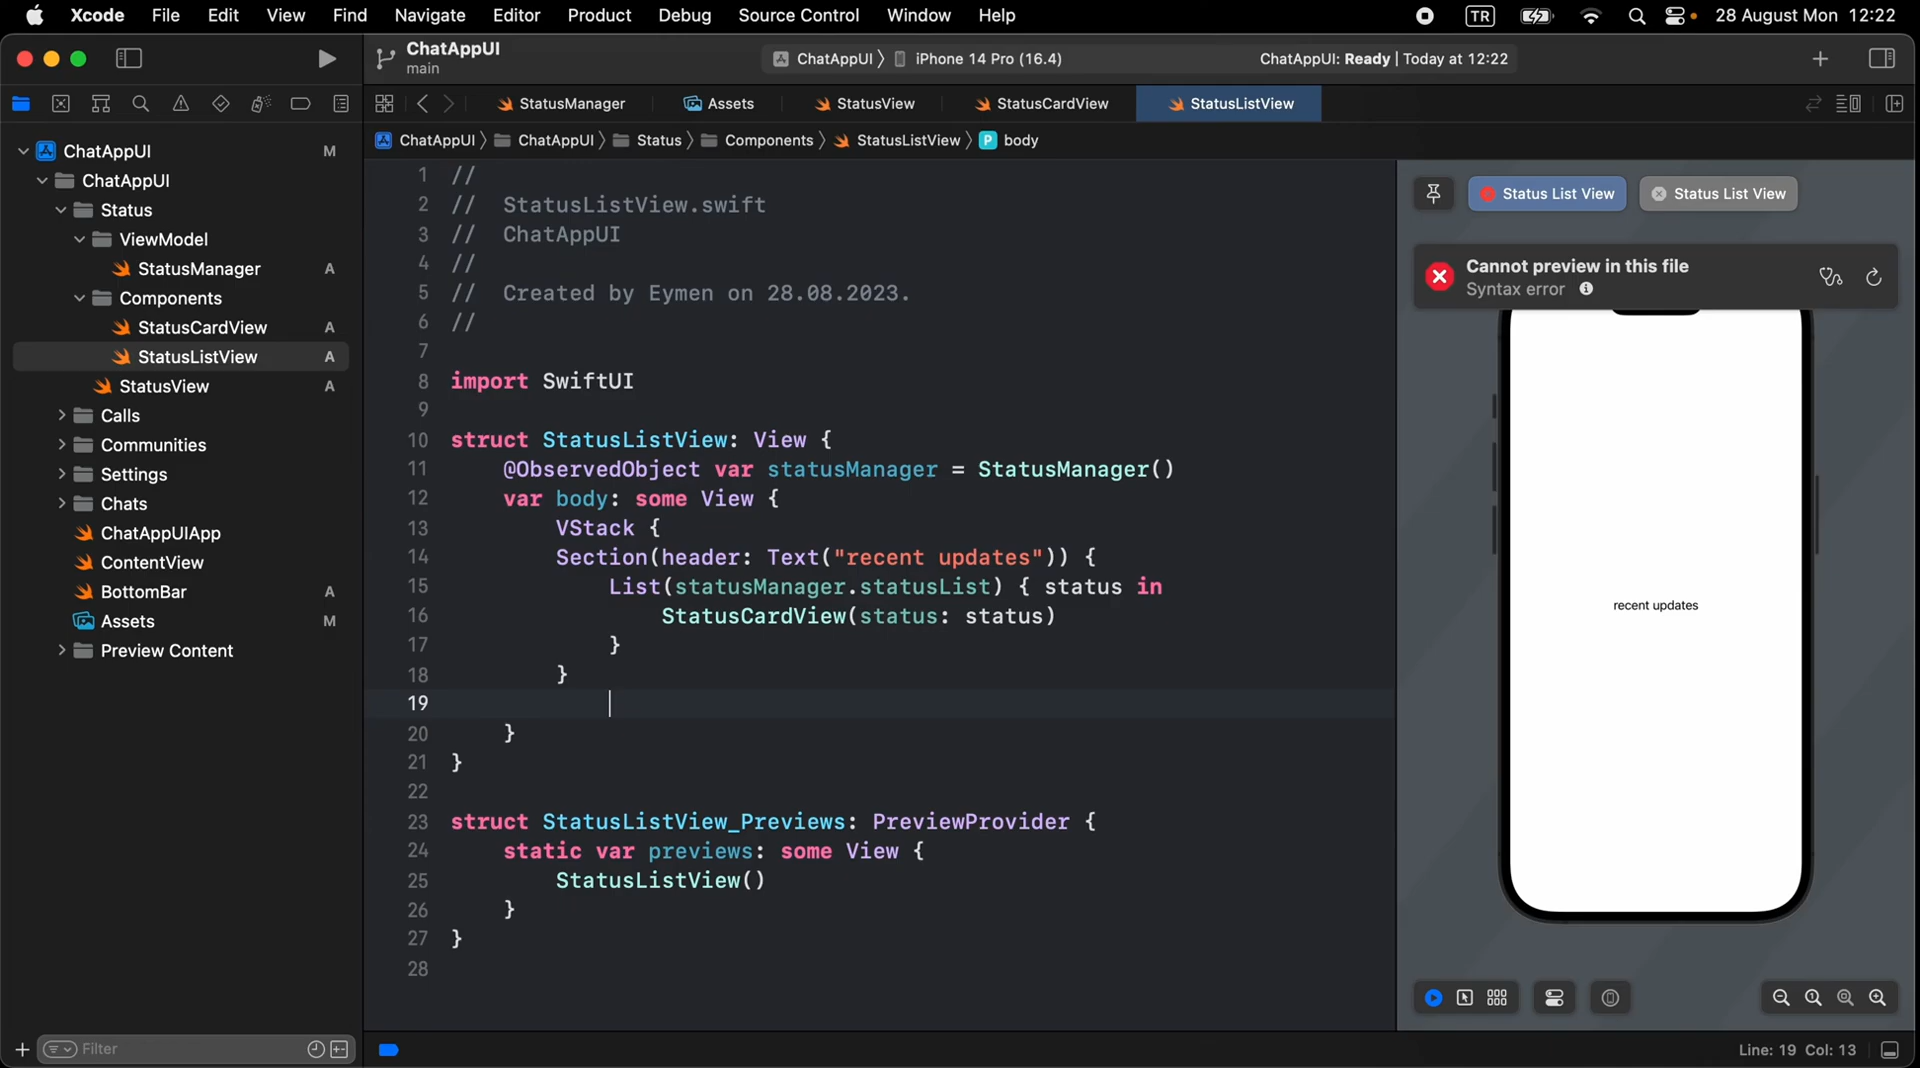 Xcode File Edit View Find Navigate Editor Product Debug Source Control Window Help TR 28 August Mon 12:22
ChatAppUI
main
ChatAppUI 〉 iPhone 14 Pro (16.4)
ChatAppUI: Ready | Today at 12:22
StatusManager Assets StatusView StatusCardView StatusListView
ChatAppUI 〉 ChatAppUI 〉 Status 〉 Components 〉 StatusListView 〉 P body
ChatAppUI M
ChatAppUI
Status
ViewModel
StatusManager A
Components
StatusCardView A
StatusListView A
StatusView A
Calls
Communities
Settings
Chats
ChatAppUIApp
ContentView
BottomBar A
Assets M
Preview Content
Filter
1 //
2 // StatusListView.swift
3 // ChatAppUI
4 //
5 // Created by Eymen on 28.08.2023.
6 //
7
8 import SwiftUI
9
10 struct StatusListView: View {
11 @ObservedObject var statusManager = StatusManager()
12 var body: some View {
13 VStack {
14 Section(header: Text("recent updates")) {
15 List(statusManager.statusList) { status in
16 StatusCardView(status: status)
17 }
18 }
19
20 }
21 }
22
23 struct StatusListView_Previews: PreviewProvider {
24 static var previews: some View {
25 StatusListView()
26 }
27 }
28
Status List View Status List View
Cannot preview in this file
Syntax error
recent updates
Line: 19 Col: 13